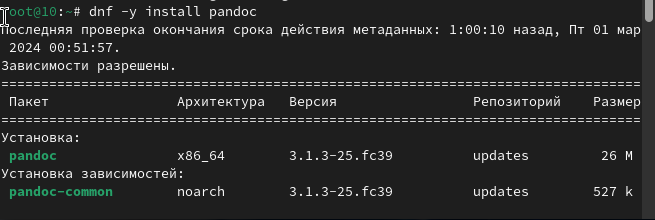 root@10:~# dnf -y install pandoc
Последняя проверка окончания срока действия метаданных: 1:00:10 назад, Пт 01 мар
2024 00:51:57.
Зависимости разрешены.
================================================================================
Пакет Архитектура Версия Репозиторий Размер
================================================================================
Установка:
pandoc x86_64 3.1.3-25.fc39 updates 26 M
Установка зависимостей:
pandoc-common noarch 3.1.3-25.fc39 updates 527 k